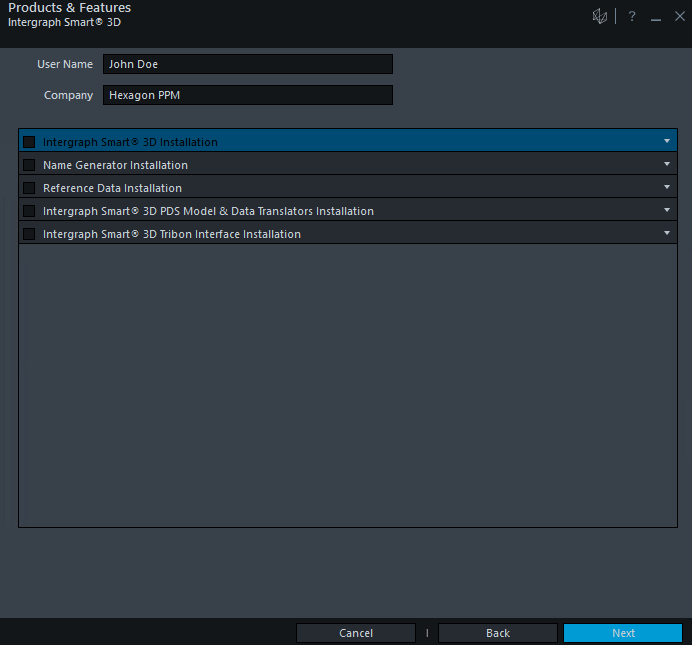 Products & Features
Intergraph Smart® 3D
?
User Name John Doe
Company Hexagon PPM
Intergraph Smart® 3D Installation
Name Generator Installation
Reference Data Installation
Intergraph Smart® 3D PDS Model & Data Translators Installation
Intergraph Smart® 3D Tribon Interface Installation
Cancel | Back Next